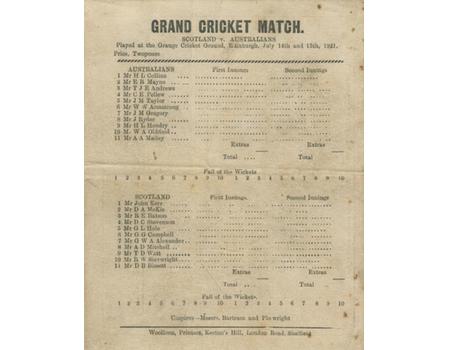 GRAND CRICKET MATCH.
SCOTLAND v. AUSTRALIANS
Played at the Grange Cricket Ground, Edinburgh, July 14th and 15th, 1921.
Price, Twopence
AUSTRALIANS First Innings Second Innings
1 Mr H L Collins
2 Mr E R Mayne
3 Mr T J E Andrews
4 Mr C E Pellew
5 Mr J M Taylor
6 Mr W W Armstrong
7 Mr J M Gregory
8 Mr J Ryder
9 Mr H L Hendry
10 Mr W A Oldfield
11 Mr A A Mailey
Extras Extras
Total Total
Fall of the Wickets
1 2 3 4 5 6 7 8 9 10 1 2 3 4 5 6 7 8 9 10
SCOTLAND First Innings. Second Innings
1 Mr John Kerr
2 Mr D A McKie
3 Mr R E Batson
4 Mr D C Stevenson
5 Mr G L Hole
6 Mr G G Campbell
7 Mr G W A Alexander
8 Mr A D Mitchell
9 Mr T D Watt
10 Mr R W Sievwright
11 Mr D D Bissett
Extras Extras
Total Total
Fall of the Wickets.
1 2 3 4 5 6 7 8 9 10 1 2 3 4 5 6 7 8 9 10
Umpires—Messrs. Bartram and
Printers, Hill, London Road, Sheffield